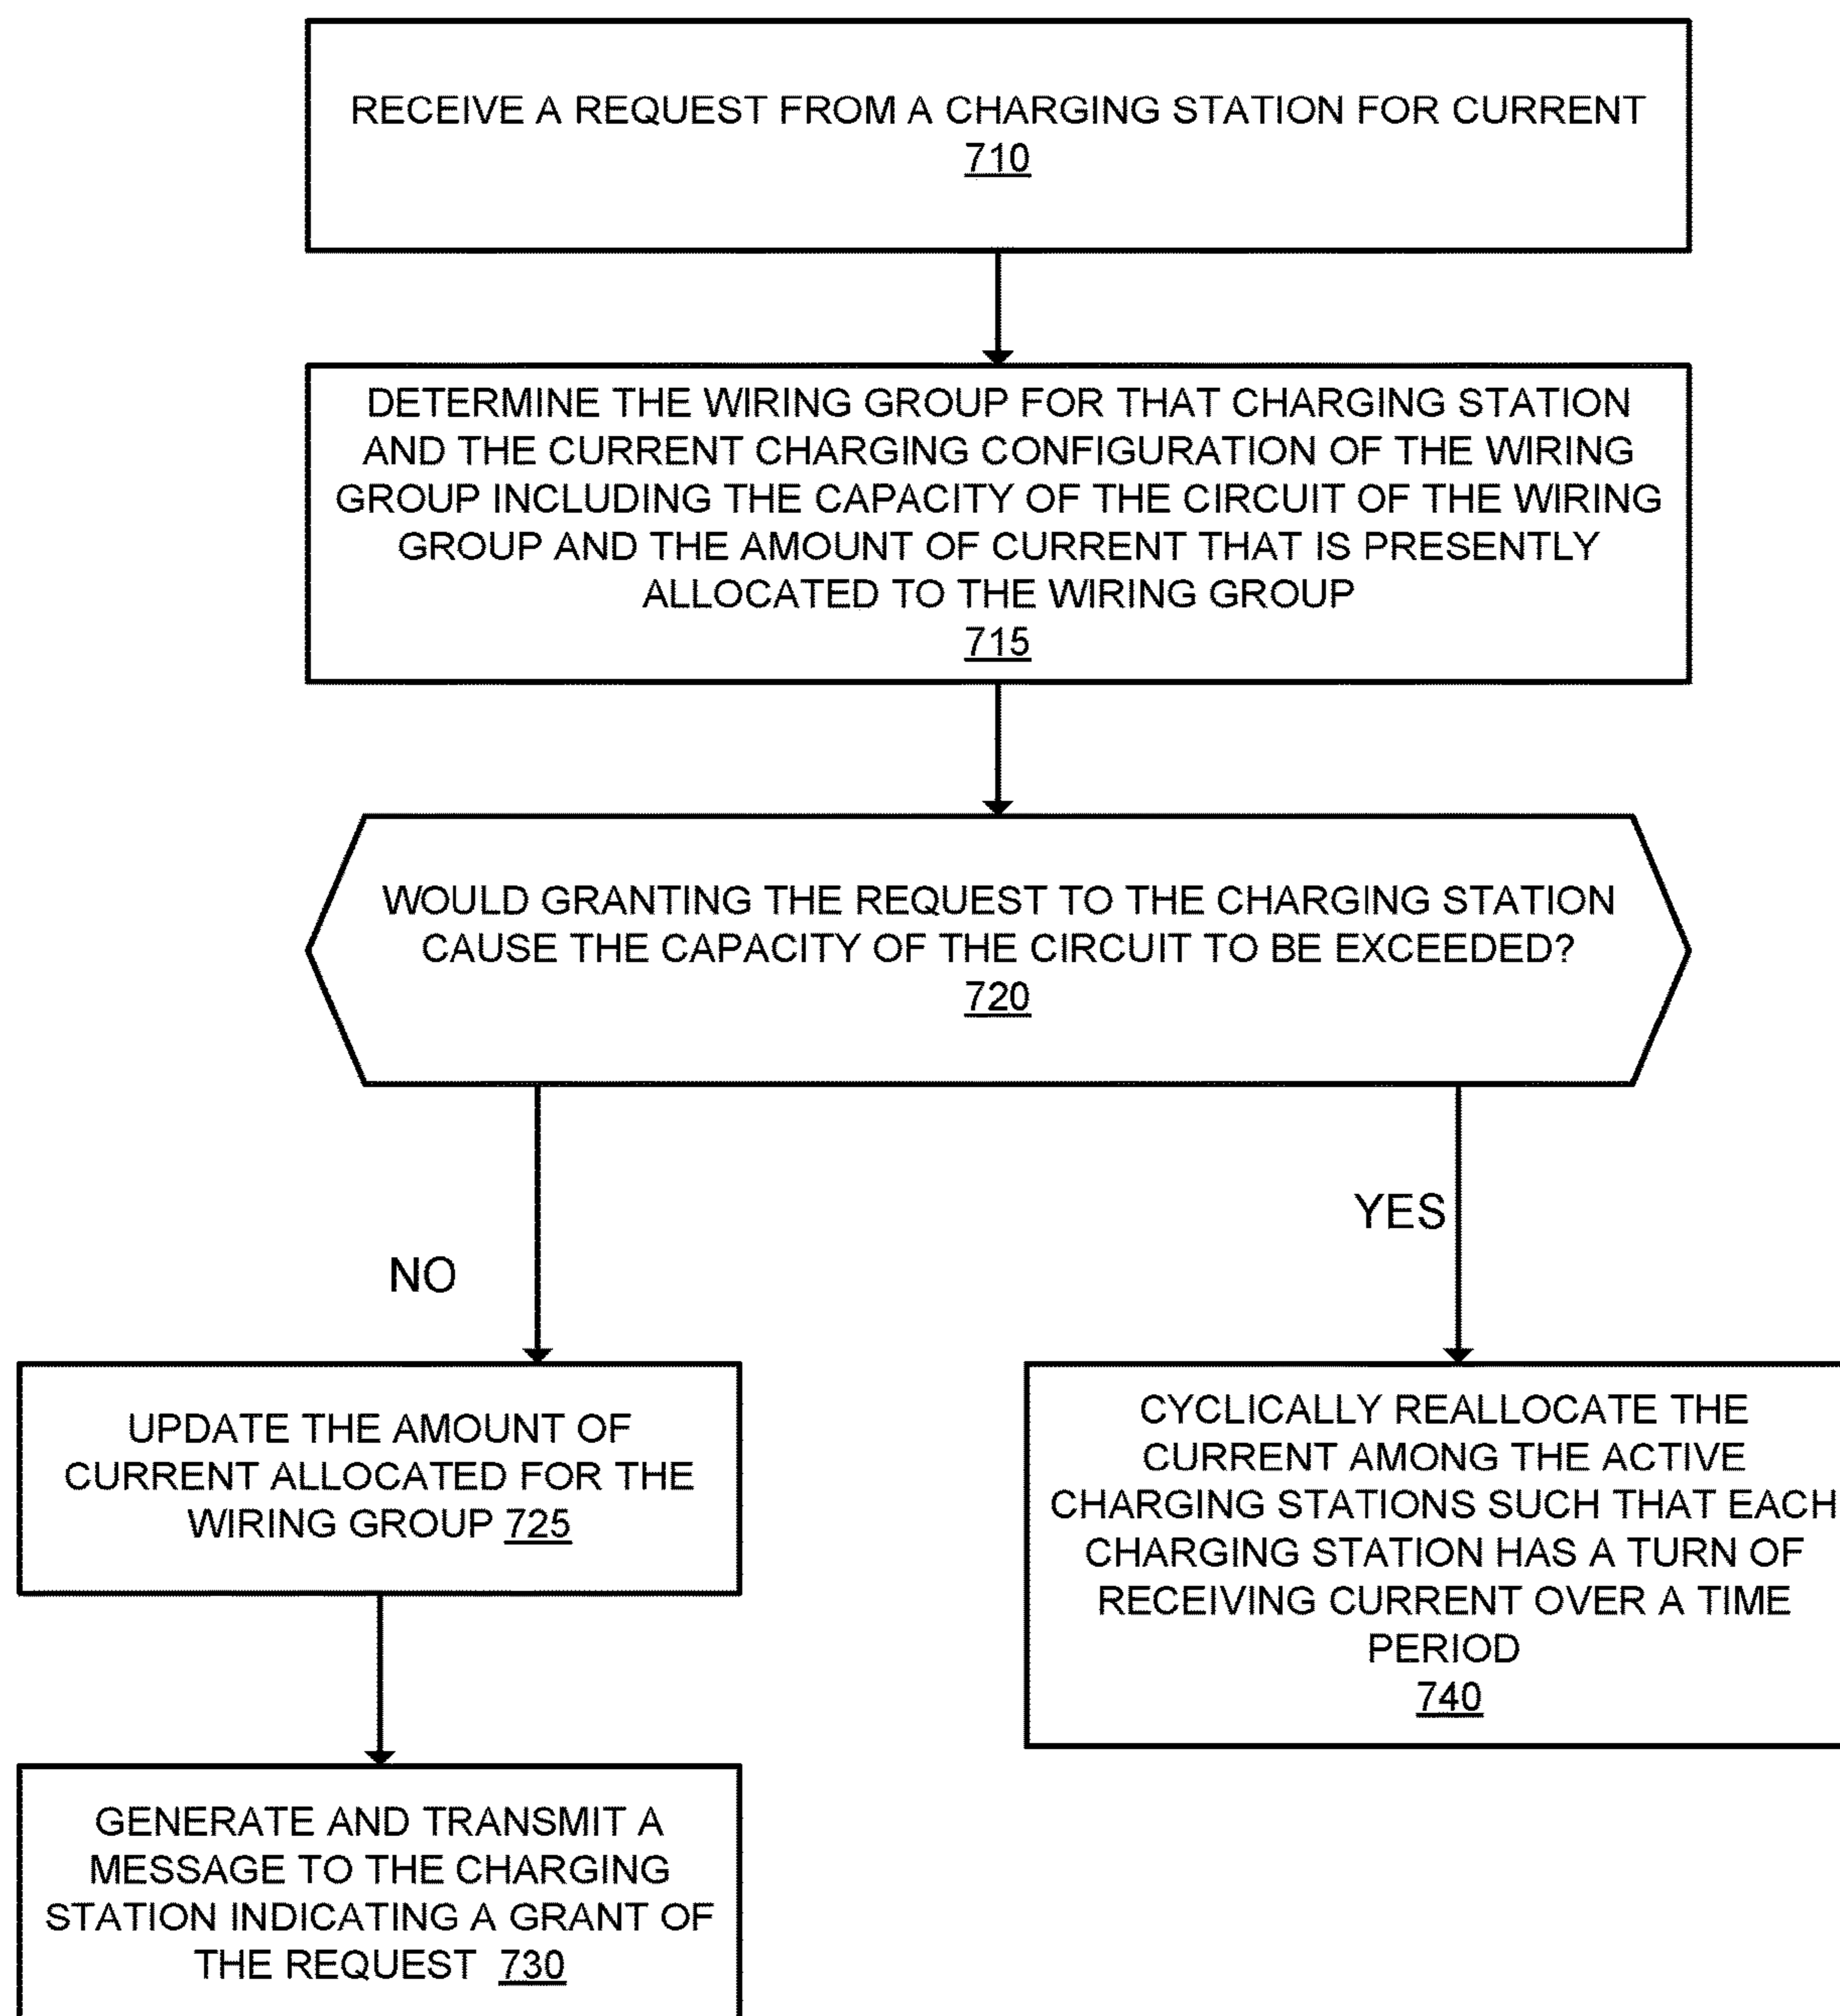 RECEIVE A REQUEST FROM A CHARGING STATION FOR CURRENT
710
DETERMINE THE WIRING GROUP FOR THAT CHARGING STATION
AND THE CURRENT CHARGING CONFIGURATION OF THE WIRING
GROUP INCLUDING THE CAPACITY OF THE CIRCUIT OF THE WIRING
GROUP AND THE AMOUNT OF CURRENT THAT IS PRESENTLY
ALLOCATED TO THE WIRING GROUP
715
WOULD GRANTING THE REQUEST TO THE CHARGING STATION
CAUSE THE CAPACITY OF THE CIRCUIT TO BE EXCEEDED?
720
NO
YES
UPDATE THE AMOUNT OF
CURRENT ALLOCATED FOR THE
WIRING GROUP 725
GENERATE AND TRANSMIT A
MESSAGE TO THE CHARGING
STATION INDICATING A GRANT OF
THE REQUEST 730
CYCLICALLY REALLOCATE THE
CURRENT AMONG THE ACTIVE
CHARGING STATIONS SUCH THAT EACH
CHARGING STATION HAS A TURN OF
RECEIVING CURRENT OVER A TIME
PERIOD
740